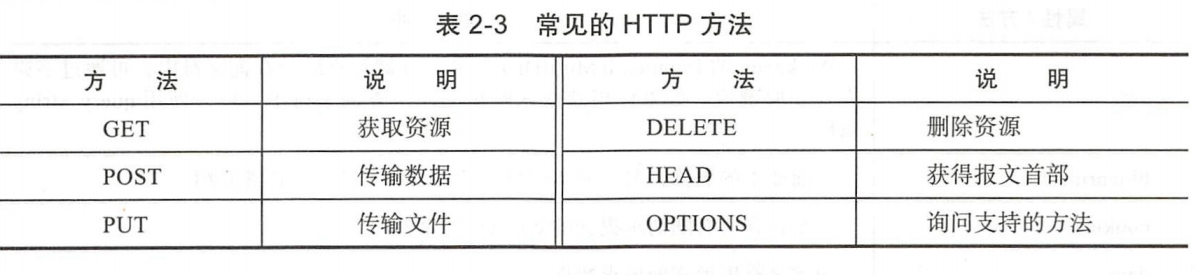 表 2-3 常见的 HTTP 方法
方 法 说 明 方 法 说 明
GET 获取资源 DELETE 删除资源
POST 传输数据 HEAD 获得报文首部
PUT 传输文件 OPTIONS 询问支持的方法